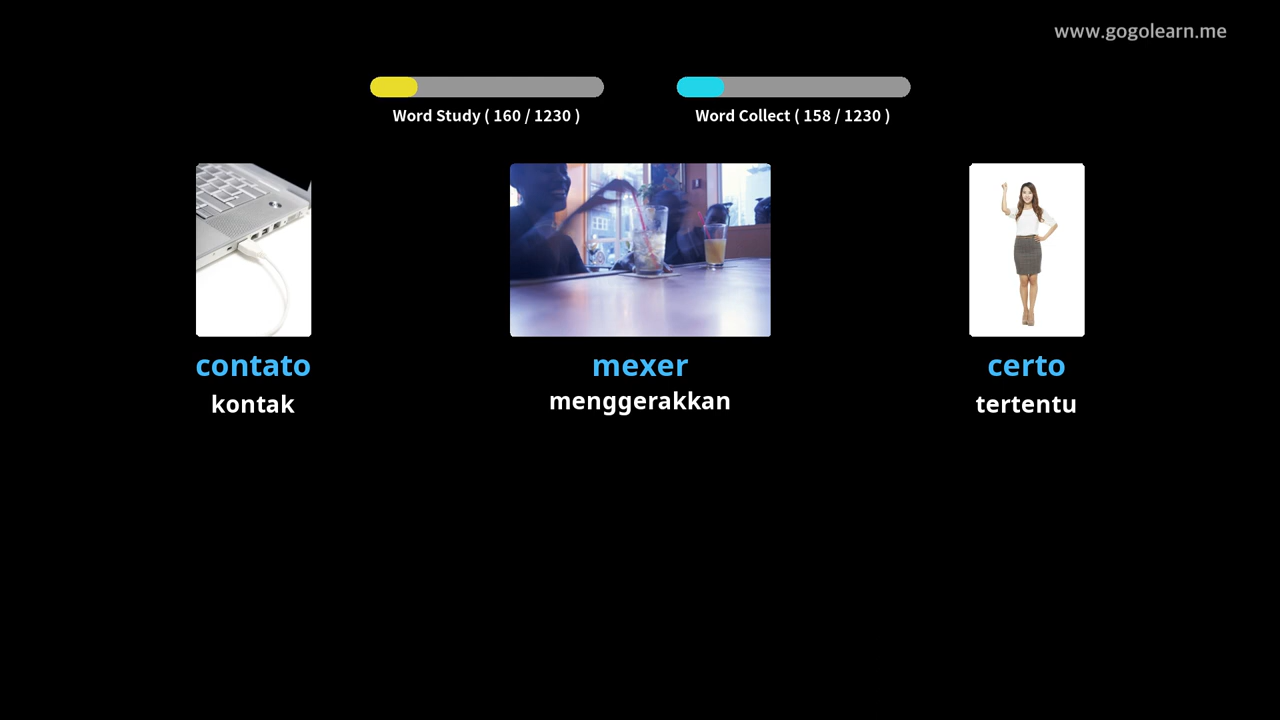 www.gogolearn.me
Word Study ( 160 / 1230 )
Word Collect ( 158 / 1230 )
contato
kontak
mexer
menggerakkan
certo
tertentu